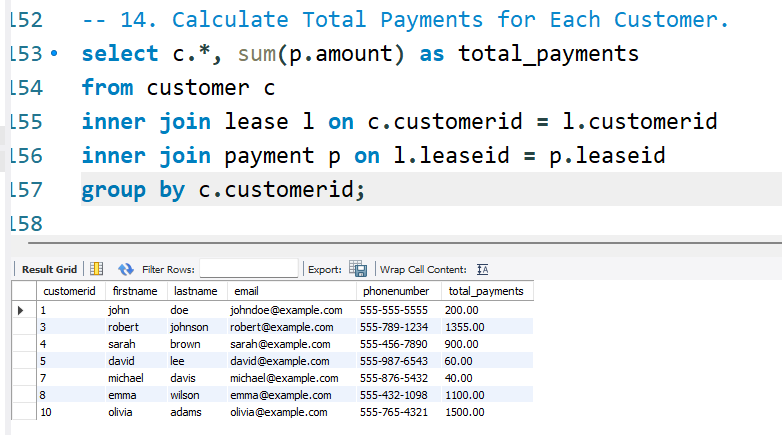 152 -- 14. Calculate Total Payments for Each Customer.
153 select c.*, sum(p.amount) as total_payments
154 from customer c
155 inner join lease l on c.customerid = l.customerid
156 inner join payment p on l.leaseid = p.leaseid
157 group by c.customerid;
158
Result Grid Filter Rows: Export: Wrap Cell Content: IA
customerid firstname lastname email phonenumber total_payments
1 john doe johndoe@example.com 555-555-5555 200.00
3 robert johnson robert@example.com 555-789-1234 1355.00
4 sarah brown sarah@example.com 555-456-7890 900.00
5 david lee david@example.com 555-987-6543 60.00
7 michael davis michael@example.com 555-876-5432 40.00
8 emma wilson emma@example.com 555-432-1098 1100.00
10 olivia adams olivia@example.com 555-765-4321 1500.00